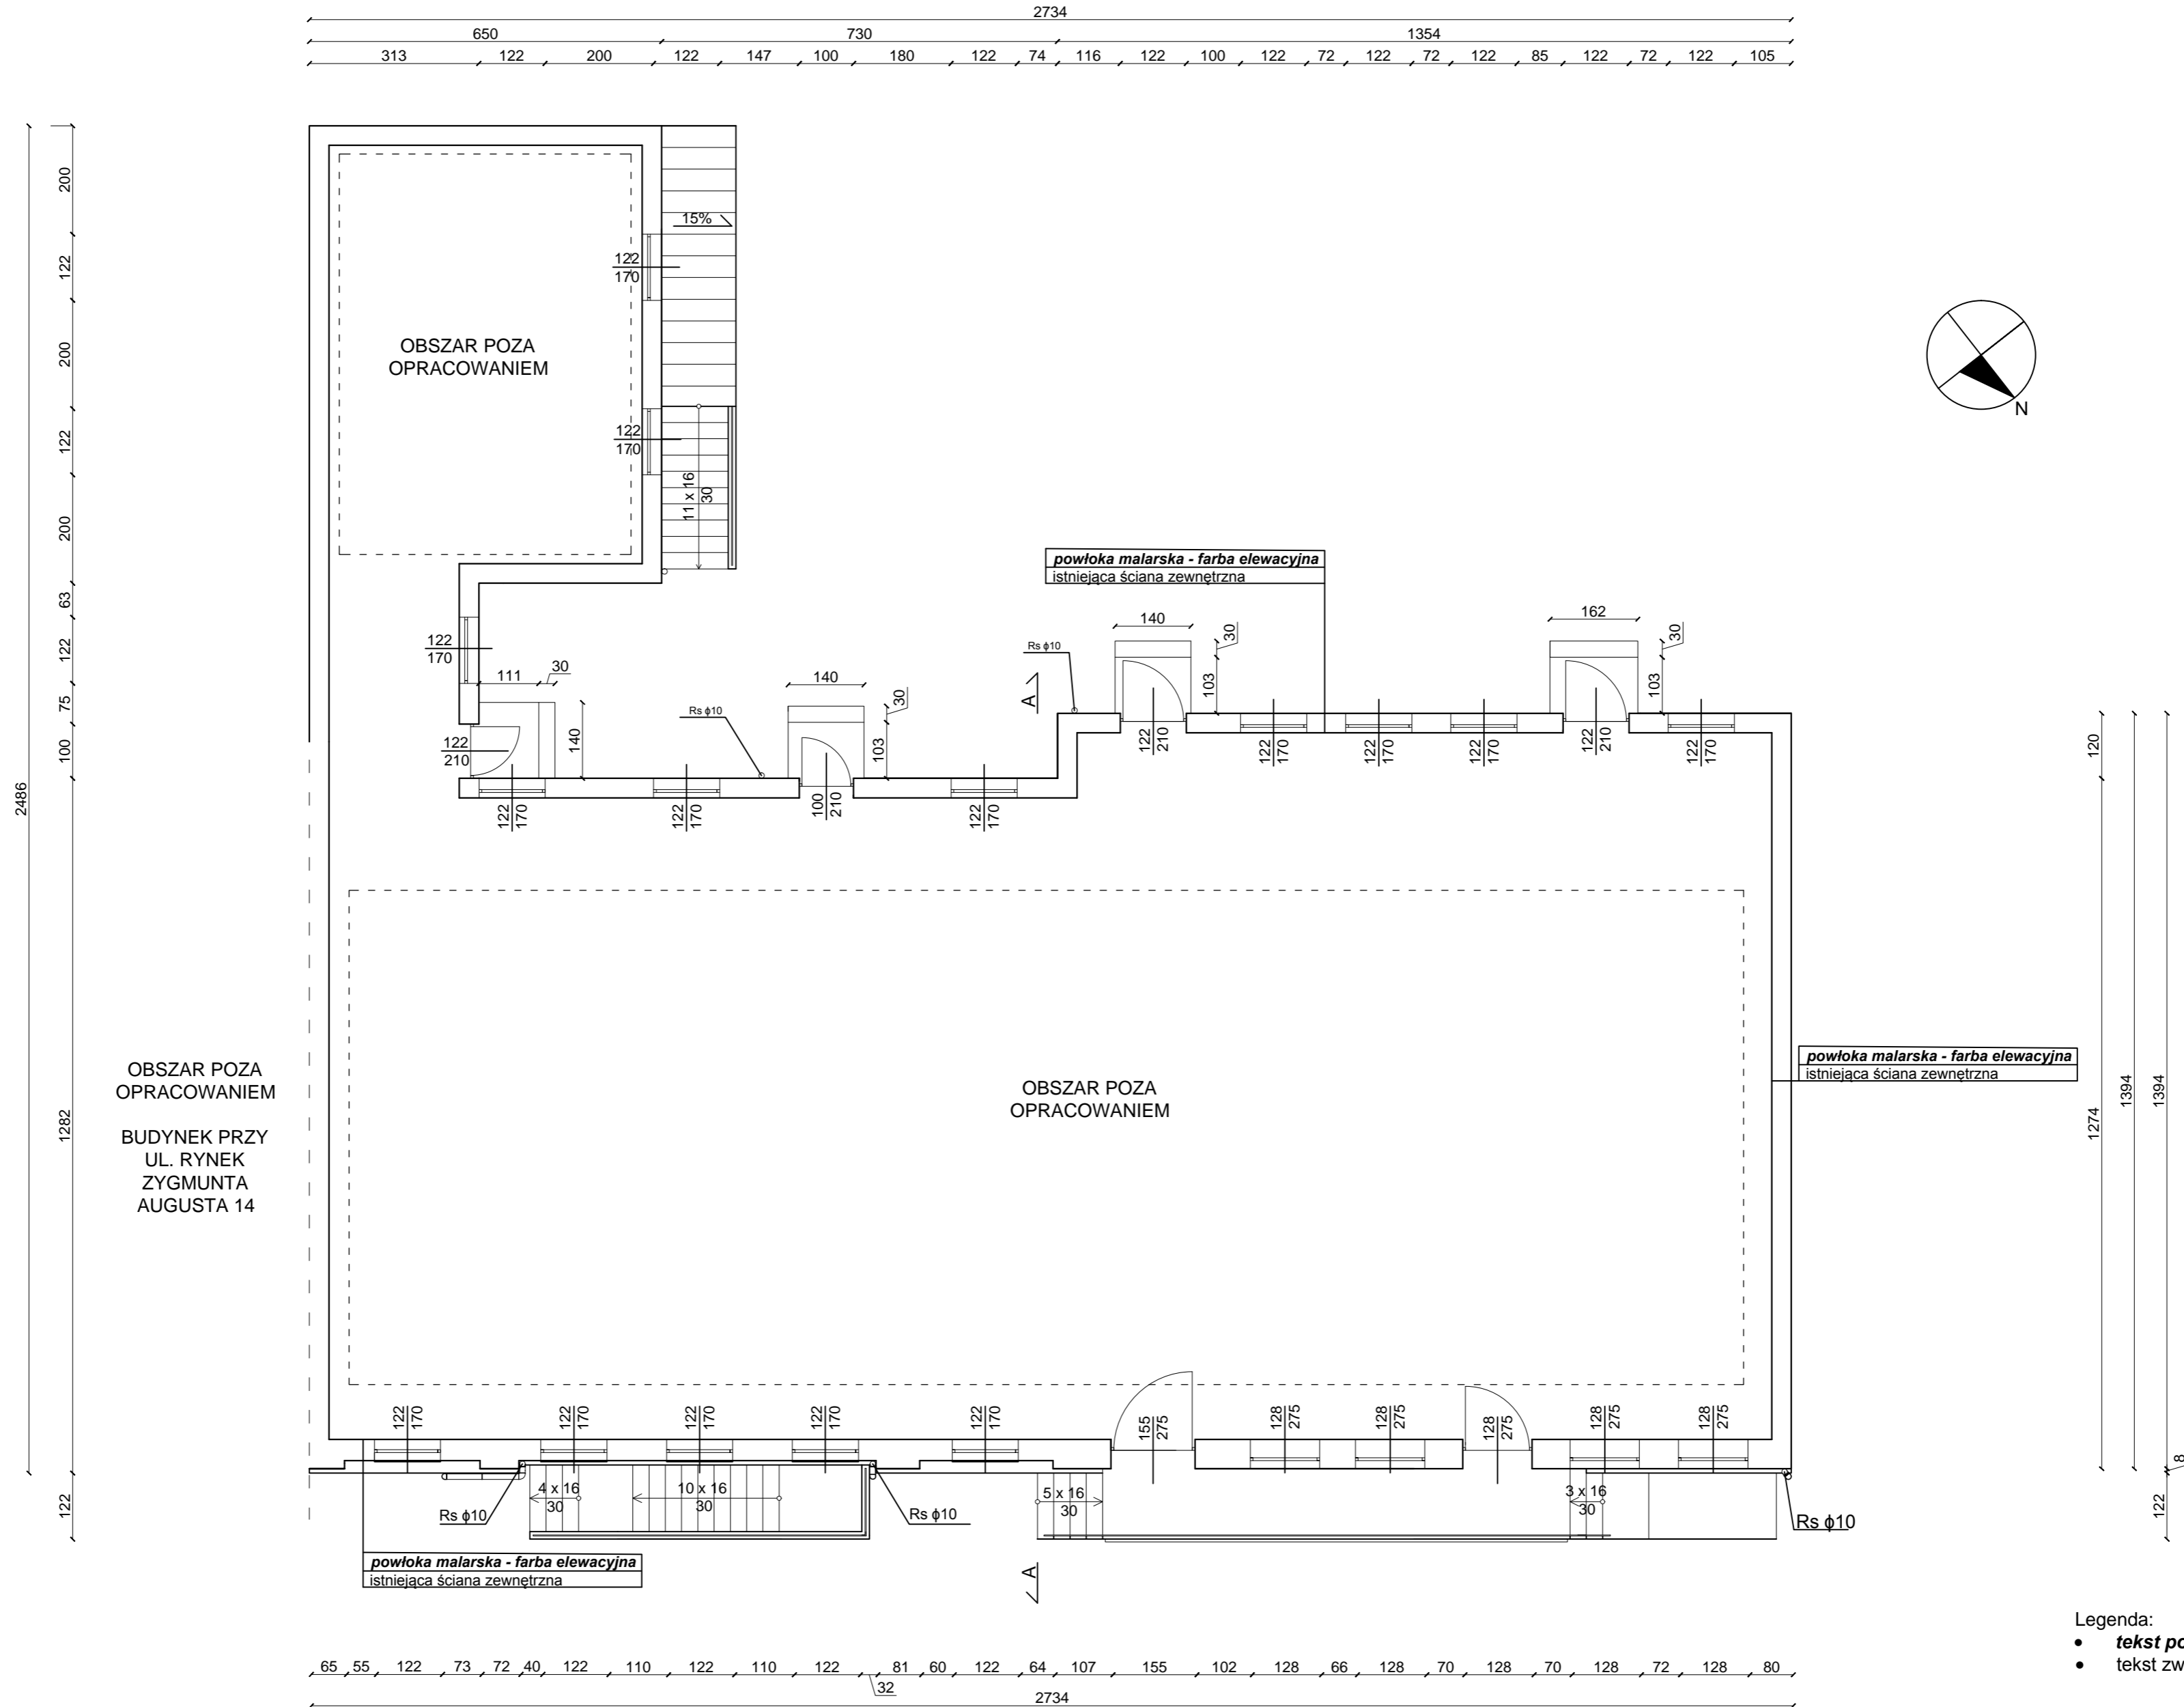 2734
650 730 1354
313 122 200 122 147 100 180 122 74 116 122 100 122 72 122 72 122 85 122 72 122 105
2486
200
122
200
122
200
63
122
75
100
1282
122
15%
122
170
OBSZAR POZA
OPRACOWANIEM
122
170
11 x 16
30
N
powłoka malarska - farba elewacyjna
istniejąca ściana zewnętrzna
122
170
111 30
140
122
210
Rs ϕ10
140
30
103
Rs ϕ10
A
140
30
103
162
30
103
122
170
122
170
100
210
122
170
122
210
122
170
122
170
122
170
122
210
122
170
120
1274
1394
1394
8
122
OBSZAR POZA
OPRACOWANIEM
BUDYNEK PRZY
UL. RYNEK
ZYGMUNTA
AUGUSTA 14
OBSZAR POZA
OPRACOWANIEM
powłoka malarska - farba elewacyjna
istniejąca ściana zewnętrzna
122
170
122
170
122
170
122
170
122
170
155
275
128
275
128
275
128
275
128
275
128
275
4 x 16
30
10 x 16
30
5 x 16
30
3 x 16
30
Rs ϕ10
Rs ϕ10
Rs ϕ10
powłoka malarska - farba elewacyjna
istniejąca ściana zewnętrzna
A
Legenda:
• tekst po
• tekst zw
65 55 122 73 72 40 122 110 122 110 122 32 81 60 122 64 107 155 102 128 66 128 70 128 70 128 72 128 80
2734